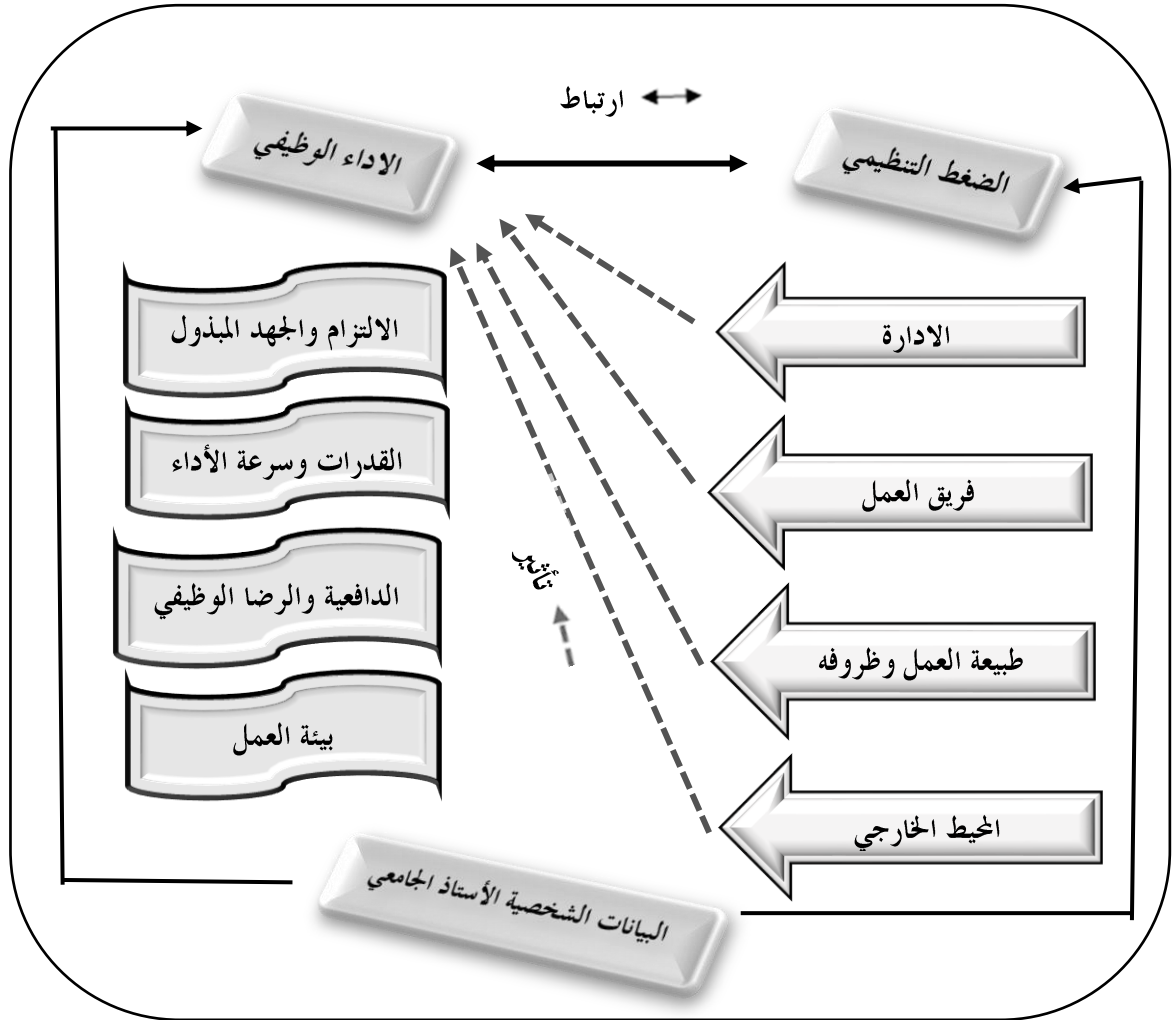 ارتباط
الضغط التنظيمي
الاداء الوظيفي
الادارة
فريق العمل
طبيعة العمل وظروفه
المحيط الخارجي
الالتزام والجهد المبذول
القدرات وسرعة الأداء
الدافعية والرضا الوظيفي
بيئة العمل
تأثير
البيانات الشخصية الأستاذ الجامعي